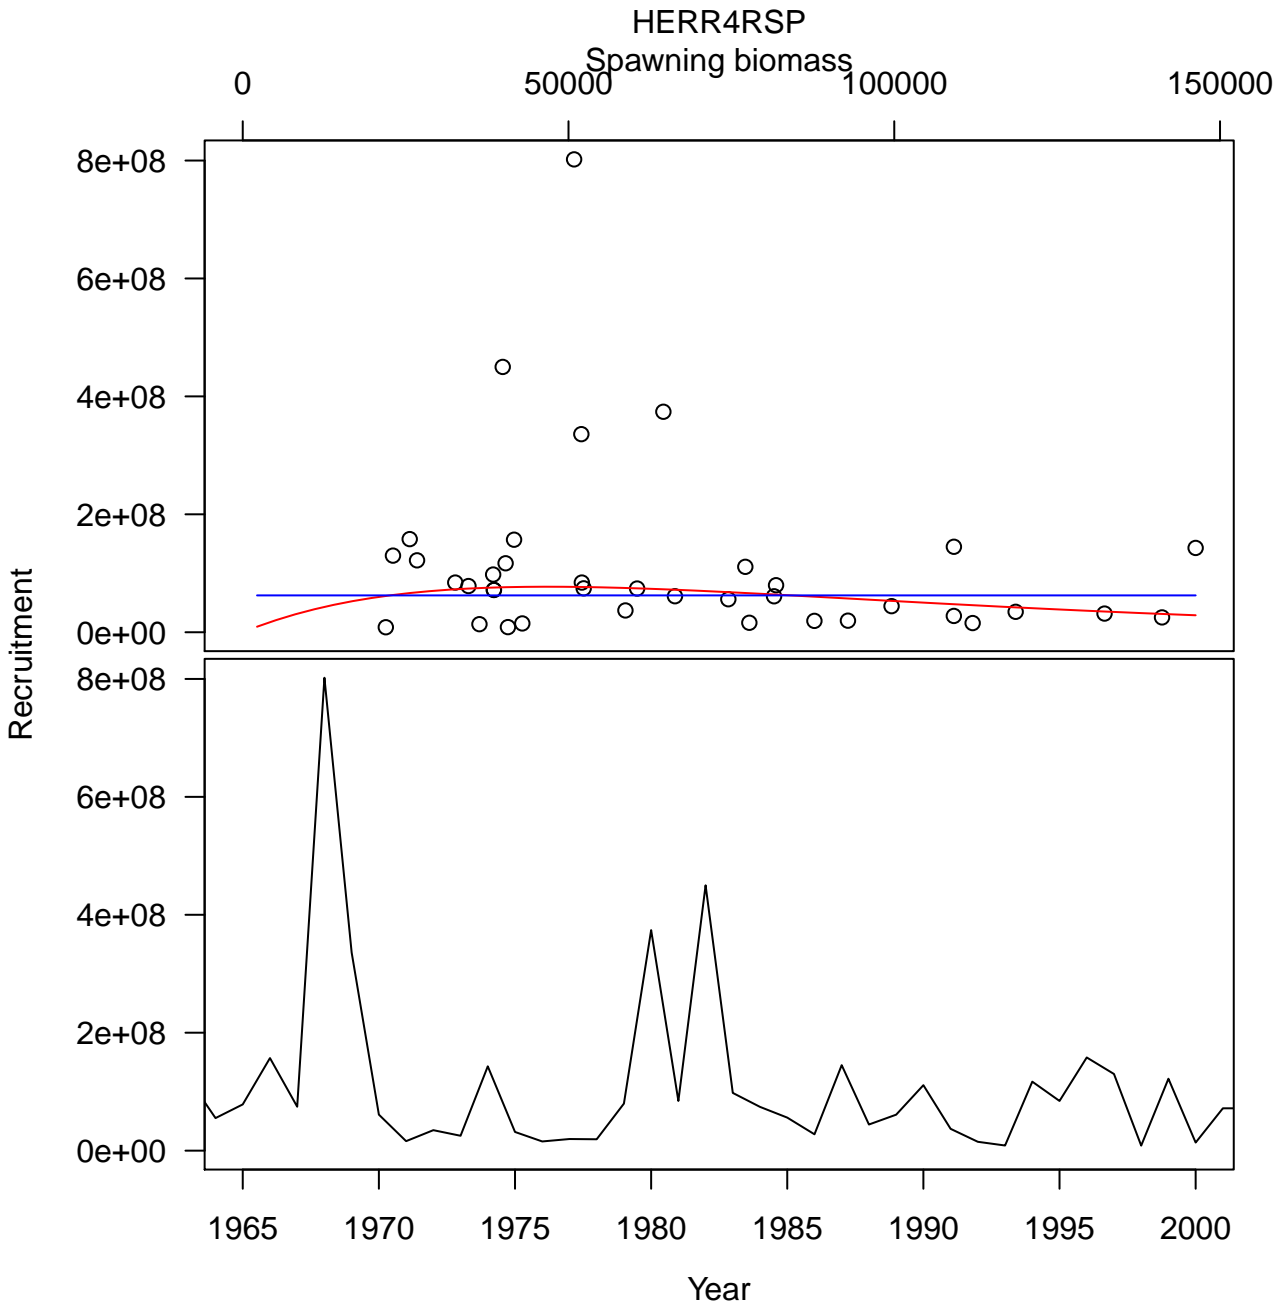 HERR4RSP
Spawning biomass
0 50000 100000 150000
8e+08
6e+08
4e+08
2e+08
0e+00
Recruitment
8e+08
6e+08
4e+08
2e+08
0e+00
1965 1970 1975 1980 1985 1990 1995 2000
Year